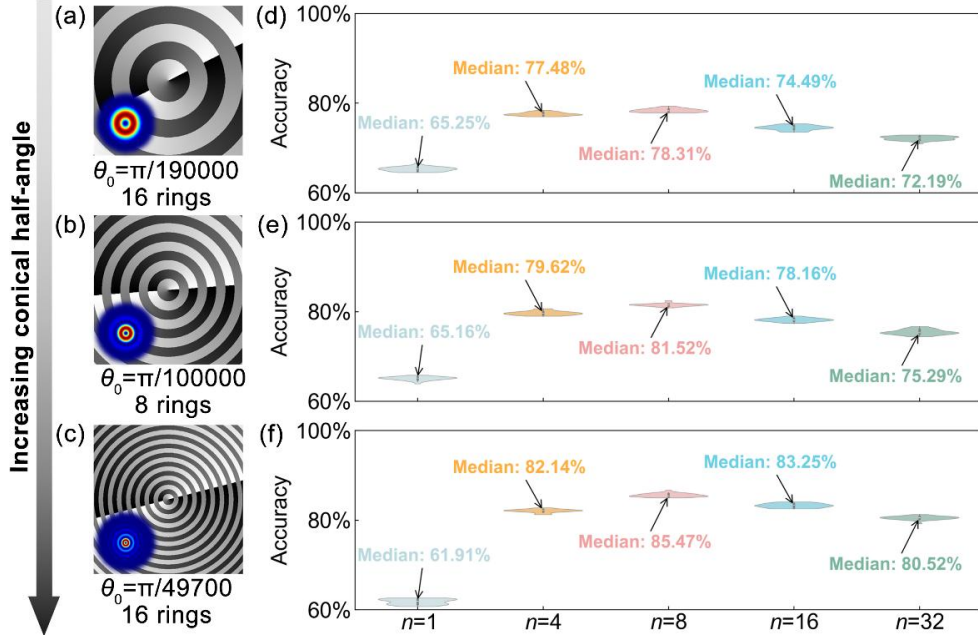 Increasing conical half-angle
(a)
θ₀=π/190000
16 rings
(b)
θ₀=π/100000
8 rings
(c)
θ₀=π/49700
16 rings
(d)
100%
80%
60%
Accuracy
Median: 65.25%
Median: 77.48%
Median: 78.31%
Median: 74.49%
Median: 72.19%
(e)
100%
80%
60%
Accuracy
Median: 65.16%
Median: 79.62%
Median: 81.52%
Median: 78.16%
Median: 75.29%
(f)
100%
80%
60%
Accuracy
Median: 61.91%
Median: 82.14%
Median: 85.47%
Median: 83.25%
Median: 80.52%
n=1
n=4
n=8
n=16
n=32